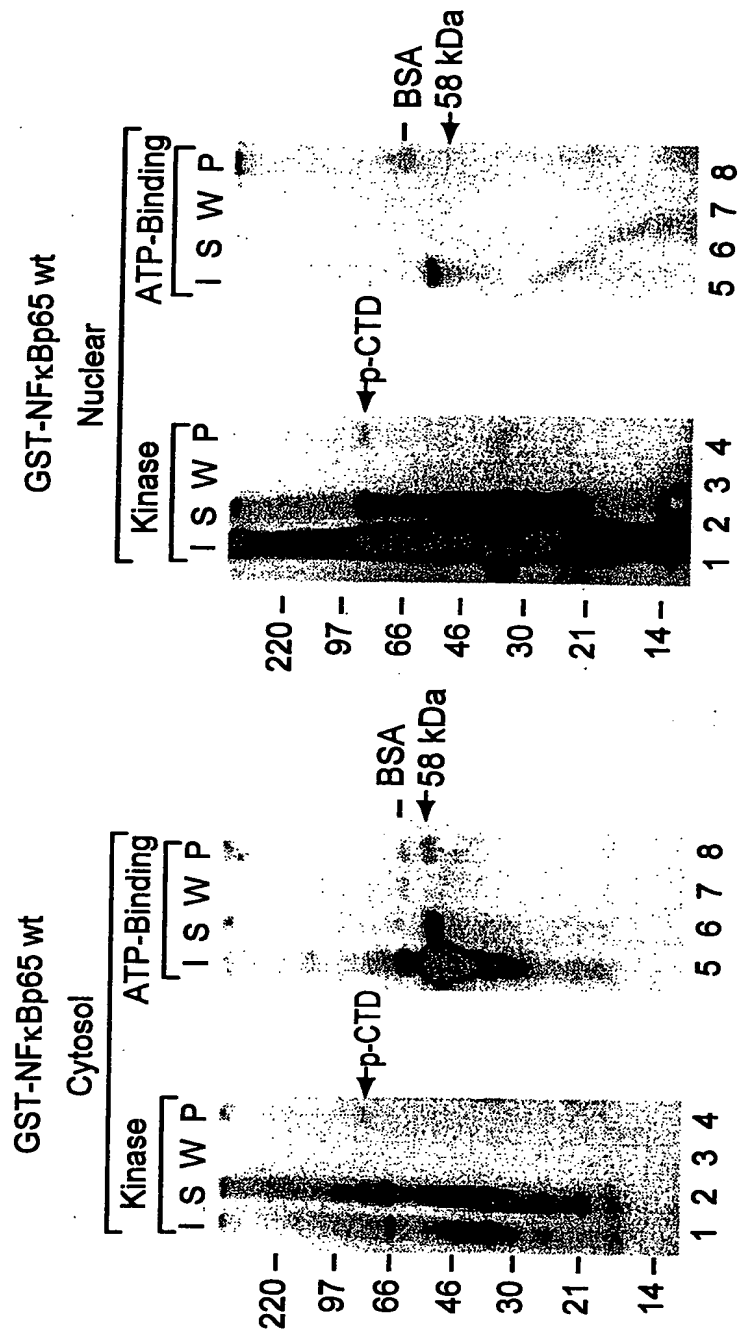 GST-NFκBp65 wt
Cytosol
Kinase ATP-Binding
I S W P I S W P
220 –
97 –
66 –
46 –
30 –
21 –
14 –
p-CTD
– BSA
58 kDa
1 2 3 4 5 6 7 8
GST-NFκBp65 wt
Nuclear
Kinase ATP-Binding
I S W P I S W P
220 –
97 –
66 –
46 –
30 –
21 –
14 –
p-CTD
– BSA
58 kDa
1 2 3 4 5 6 7 8